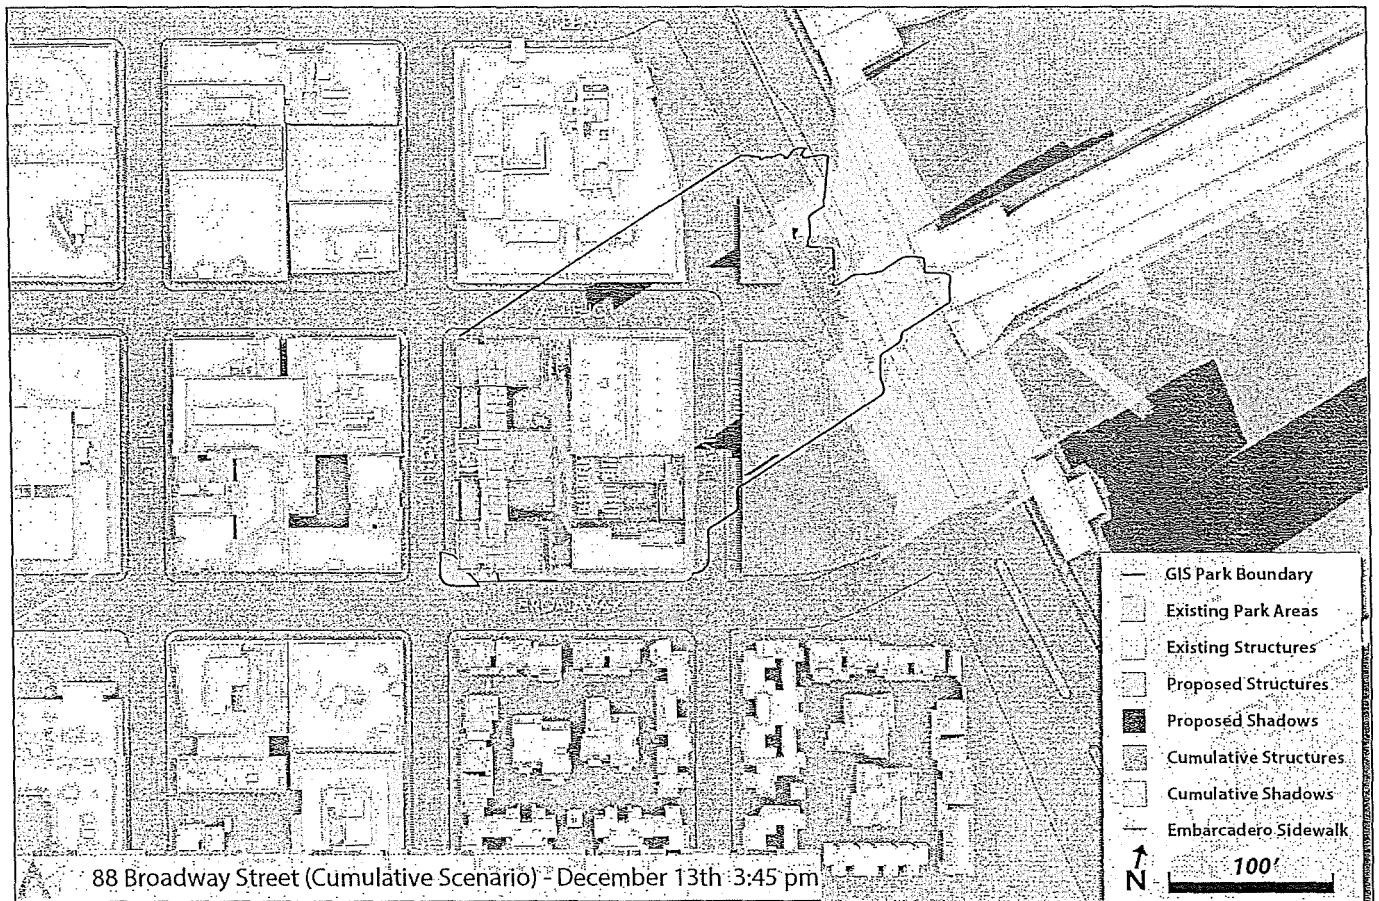 GIS Park Boundary
Existing Park Areas
Existing Structures
Proposed Structures
Proposed Shadows
Cumulative Structures
Cumulative Shadows
Embarcadero Sidewalk
N
100'
88 Broadway Street (Cumulative Scenario) - December 13th 3:45 pm